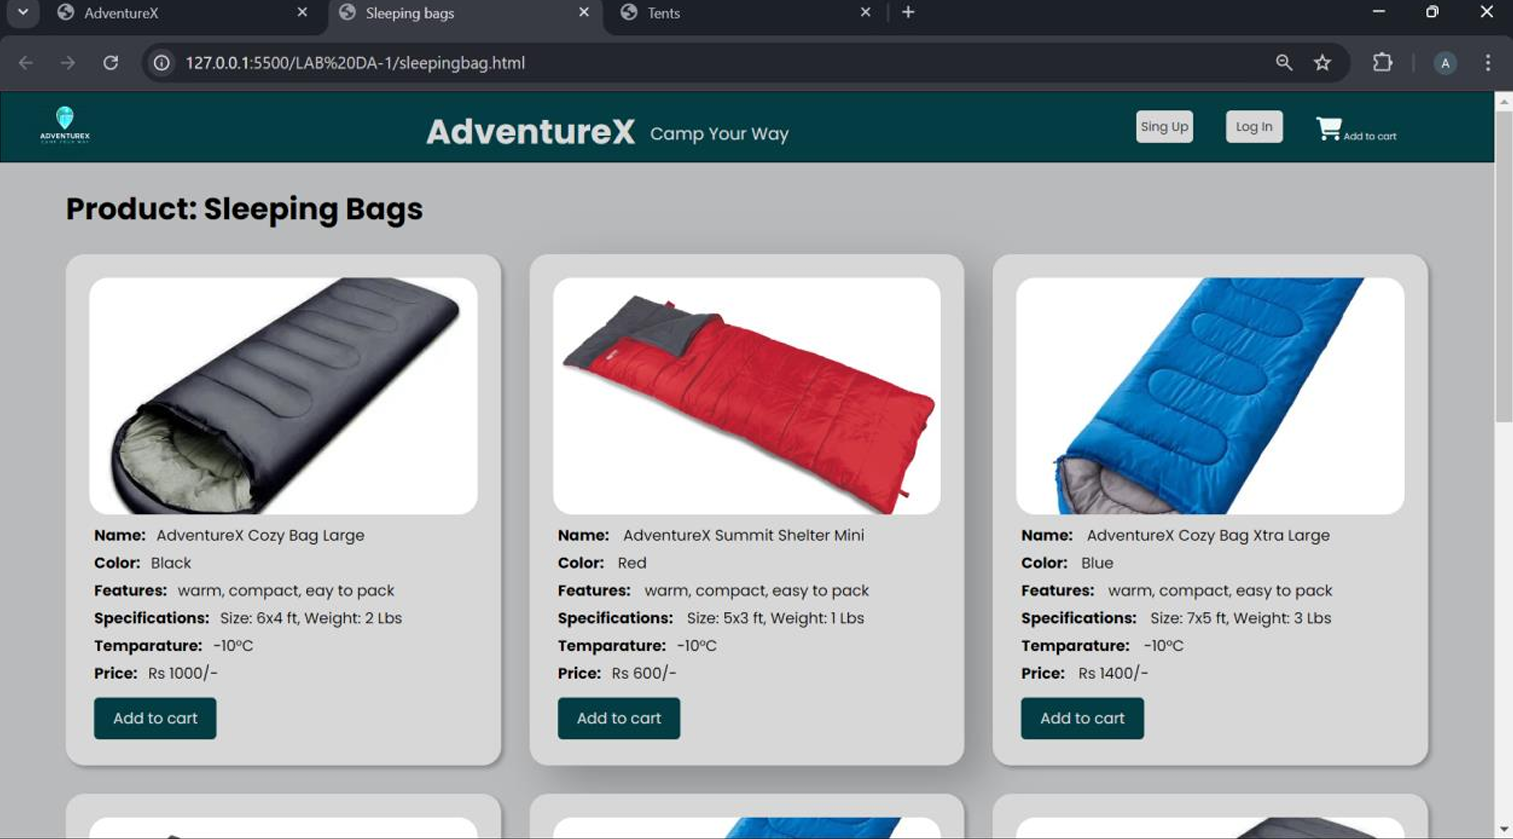 AdventureX
Sleeping bags
Tents
127.0.0.1:5500/LAB%20DA-1/sleepingbag.html
A
ADVENTUREX
CAMP YOUR WAY
AdventureX Camp Your Way
Sing Up
Log In
Add to cart
Product: Sleeping Bags
Name: AdventureX Cozy Bag Large
Color: Black
Features: warm, compact, eay to pack
Specifications: Size: 6x4 ft, Weight: 2 Lbs
Temparature: -10°C
Price: Rs 1000/-
Add to cart
Name: AdventureX Summit Shelter Mini
Color: Red
Features: warm, compact, easy to pack
Specifications: Size: 5x3 ft, Weight: 1 Lbs
Temparature: -10°C
Price: Rs 600/-
Add to cart
Name: AdventureX Cozy Bag Xtra Large
Color: Blue
Features: warm, compact, easy to pack
Specifications: Size: 7x5 ft, Weight: 3 Lbs
Temparature: -10°C
Price: Rs 1400/-
Add to cart